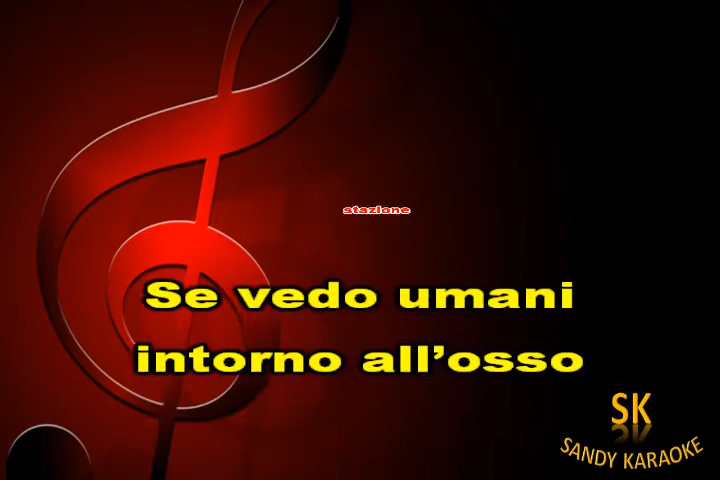 stazione
Se vedo umani
intorno all’osso
SK
SANDY KARAOKE